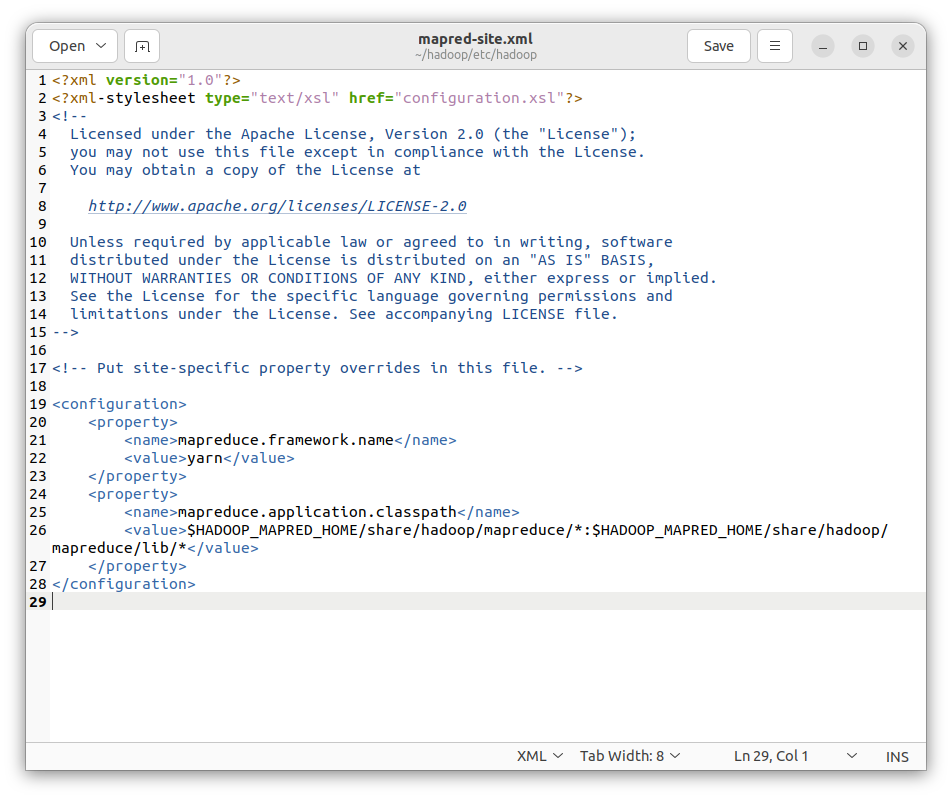 Open
mapred-site.xml
~/hadoop/etc/hadoop
Save
1 <?xml version="1.0"?>
2 <?xml-stylesheet type="text/xsl" href="configuration.xsl"?>
3 <!--
4   Licensed under the Apache License, Version 2.0 (the "License");
5   you may not use this file except in compliance with the License.
6   You may obtain a copy of the License at
7
8     http://www.apache.org/licenses/LICENSE-2.0
9
10   Unless required by applicable law or agreed to in writing, software
11   distributed under the License is distributed on an "AS IS" BASIS,
12   WITHOUT WARRANTIES OR CONDITIONS OF ANY KIND, either express or implied.
13   See the License for the specific language governing permissions and
14   limitations under the License. See accompanying LICENSE file.
15 -->
16
17 <!-- Put site-specific property overrides in this file. -->
18
19 <configuration>
20     <property>
21         <name>mapreduce.framework.name</name>
22         <value>yarn</value>
23     </property>
24     <property>
25         <name>mapreduce.application.classpath</name>
26         <value>$HADOOP_MAPRED_HOME/share/hadoop/mapreduce/*:$HADOOP_MAPRED_HOME/share/hadoop/
mapreduce/lib/*</value>
27     </property>
28 </configuration>
29
XML
Tab Width: 8
Ln 29, Col 1
INS